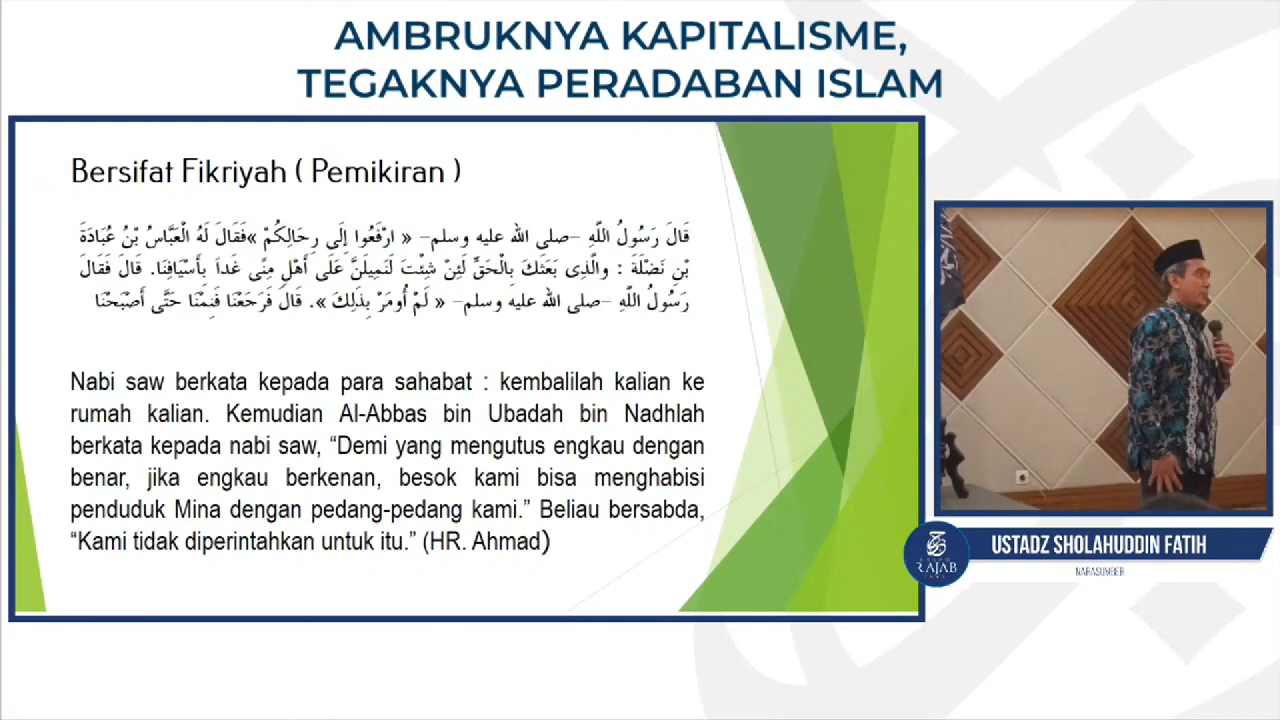 AMBRUKNYA KAPITALISME,
TEGAKNYA PERADABAN ISLAM
Bersifat Fikriyah ( Pemikiran )
قَالَ رَسُولُ اللَّهِ –صلى الله عليه وسلم– « ارْفَعُوا إِلَى رِحَالِكُمْ »فَقَالَ لَهُ الْعَبَّاسُ بْنُ عُبَادَةَ
بْنِ نَضْلَةَ : والَّذِى بَعَثَكَ بِالْحَقِّ لَئِنْ شِئْتَ لَنَمِيلَنَّ عَلَى أَهْلِ مِنًى غَداً بِأَسْيَافِنَا. قَالَ فَقَالَ
رَسُولُ اللَّهِ –صلى الله عليه وسلم– « لَمْ أُومَرْ بِذَلِكَ ». قَالَ فَرَجَعْنَا فَنِمْنَا حَتَّى أَصْبَحْنَا
Nabi saw berkata kepada para sahabat : kembalilah kalian ke
rumah kalian. Kemudian Al-Abbas bin Ubadah bin Nadhlah
berkata kepada nabi saw, “Demi yang mengutus engkau dengan
benar, jika engkau berkenan, besok kami bisa menghabisi
penduduk Mina dengan pedang-pedang kami.” Beliau bersabda,
“Kami tidak diperintahkan untuk itu.” (HR. Ahmad)
RAJAB
USTADZ SHOLAHUDDIN FATIH
NARASUMBER